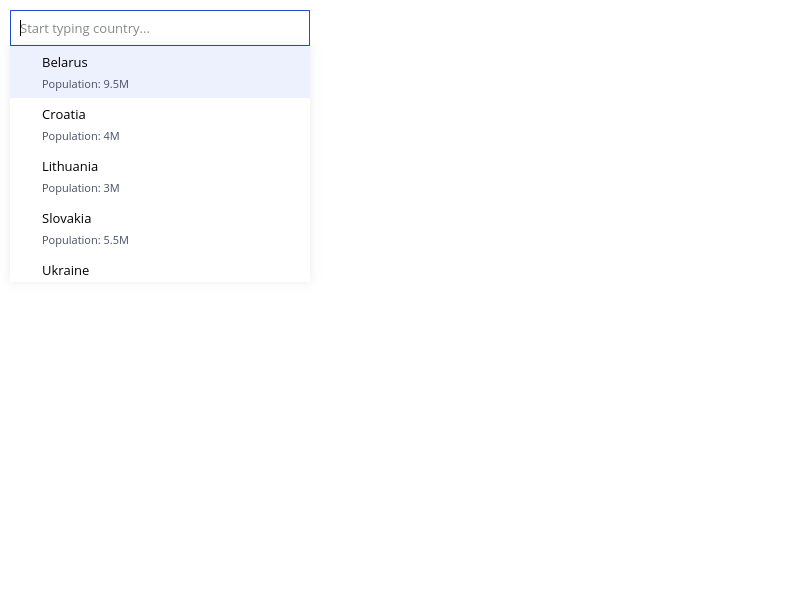 Start typing country...
Belarus
Population: 9.5M
Croatia
Population: 4M
Lithuania
Population: 3M
Slovakia
Population: 5.5M
Ukraine